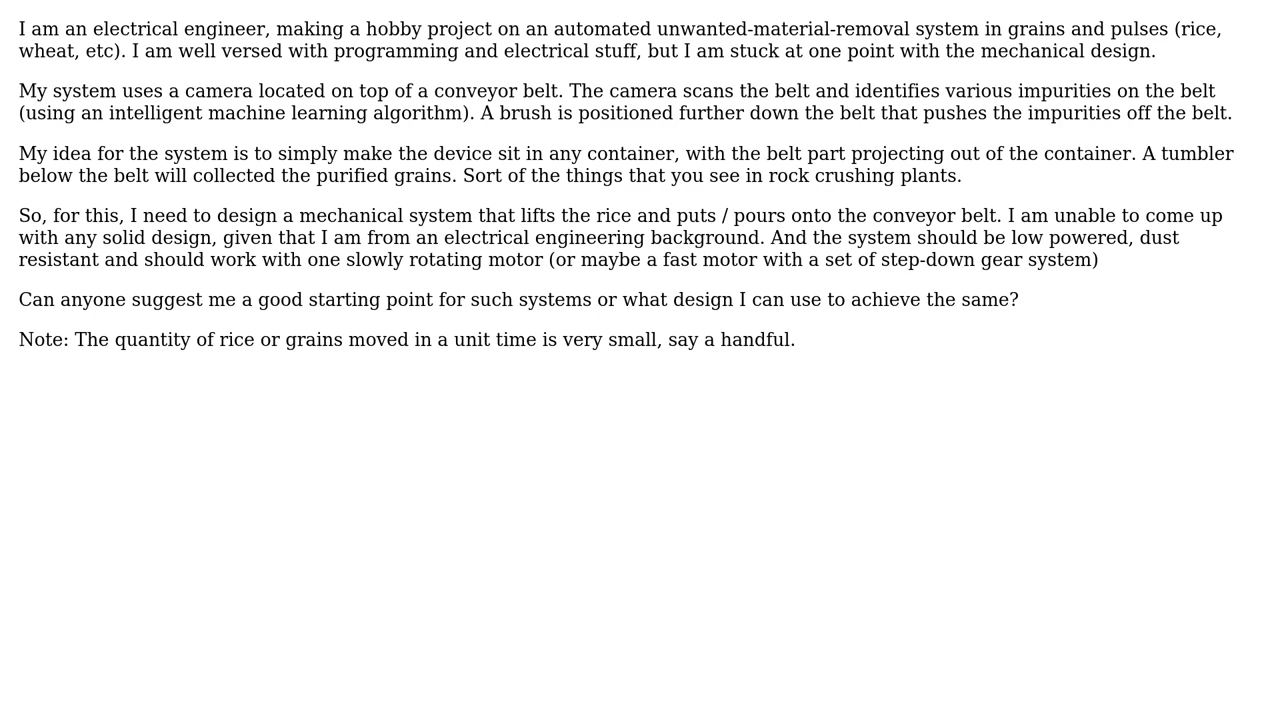 I am an electrical engineer, making a hobby project on an automated unwanted-material-removal system in grains and pulses (rice,
wheat, etc). I am well versed with programming and electrical stuff, but I am stuck at one point with the mechanical design.
My system uses a camera located on top of a conveyor belt. The camera scans the belt and identifies various impurities on the belt
(using an intelligent machine learning algorithm). A brush is positioned further down the belt that pushes the impurities off the belt.
My idea for the system is to simply make the device sit in any container, with the belt part projecting out of the container. A tumbler
below the belt will collected the purified grains. Sort of the things that you see in rock crushing plants.
So, for this, I need to design a mechanical system that lifts the rice and puts / pours onto the conveyor belt. I am unable to come up
with any solid design, given that I am from an electrical engineering background. And the system should be low powered, dust
resistant and should work with one slowly rotating motor (or maybe a fast motor with a set of step-down gear system)
Can anyone suggest me a good starting point for such systems or what design I can use to achieve the same?
Note: The quantity of rice or grains moved in a unit time is very small, say a handful.